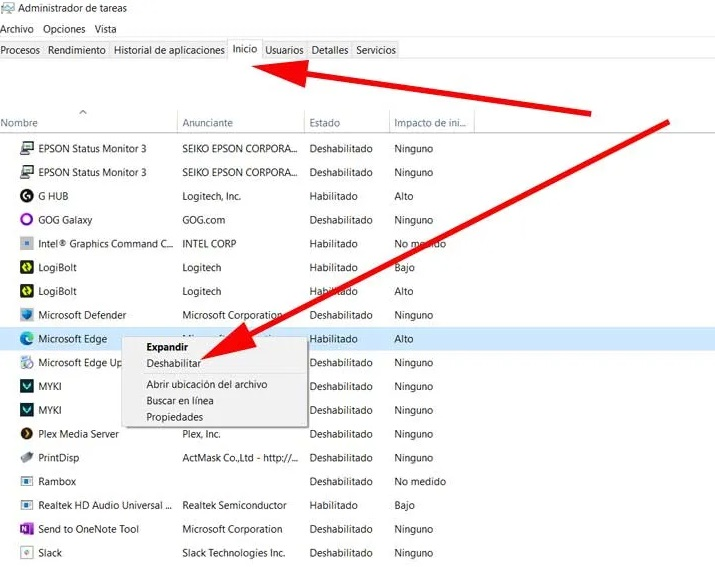 Administrador de tareas
Archivo Opciones Vista
Procesos Rendimiento Historial de aplicaciones Inicio Usuarios Detalles Servicios
Nombre Anunciante Estado Impacto de ini...
EPSON Status Monitor 3 SEIKO EPSON CORPORA... Deshabilitado Ninguno
EPSON Status Monitor 3 SEIKO EPSON CORPORA... Deshabilitado Ninguno
G HUB Logitech, Inc. Habilitado Alto
GOG Galaxy GOG.com Deshabilitado Ninguno
Intel® Graphics Command C... INTEL CORP Habilitado No medido
LogiBolt Logitech Habilitado Bajo
LogiBolt Logitech Habilitado Alto
Microsoft Defender Microsoft Corporation Deshabilitado Ninguno
Microsoft Edge Habilitado Alto
Expandir
Microsoft Edge Up Deshabilitar Deshabilitado Ninguno
MYKI Abrir ubicación del archivo Deshabilitado Ninguno
Buscar en línea
MYKI Propiedades Deshabilitado Ninguno
Plex Media Server Plex, Inc. Deshabilitado Ninguno
PrintDisp ActMask Co.,Ltd - http://... Deshabilitado Ninguno
Rambox Deshabilitado No medido
Realtek HD Audio Universal ... Realtek Semiconductor Habilitado Bajo
Send to OneNote Tool Microsoft Corporation Deshabilitado Ninguno
Slack Slack Technologies Inc. Deshabilitado Ninguno